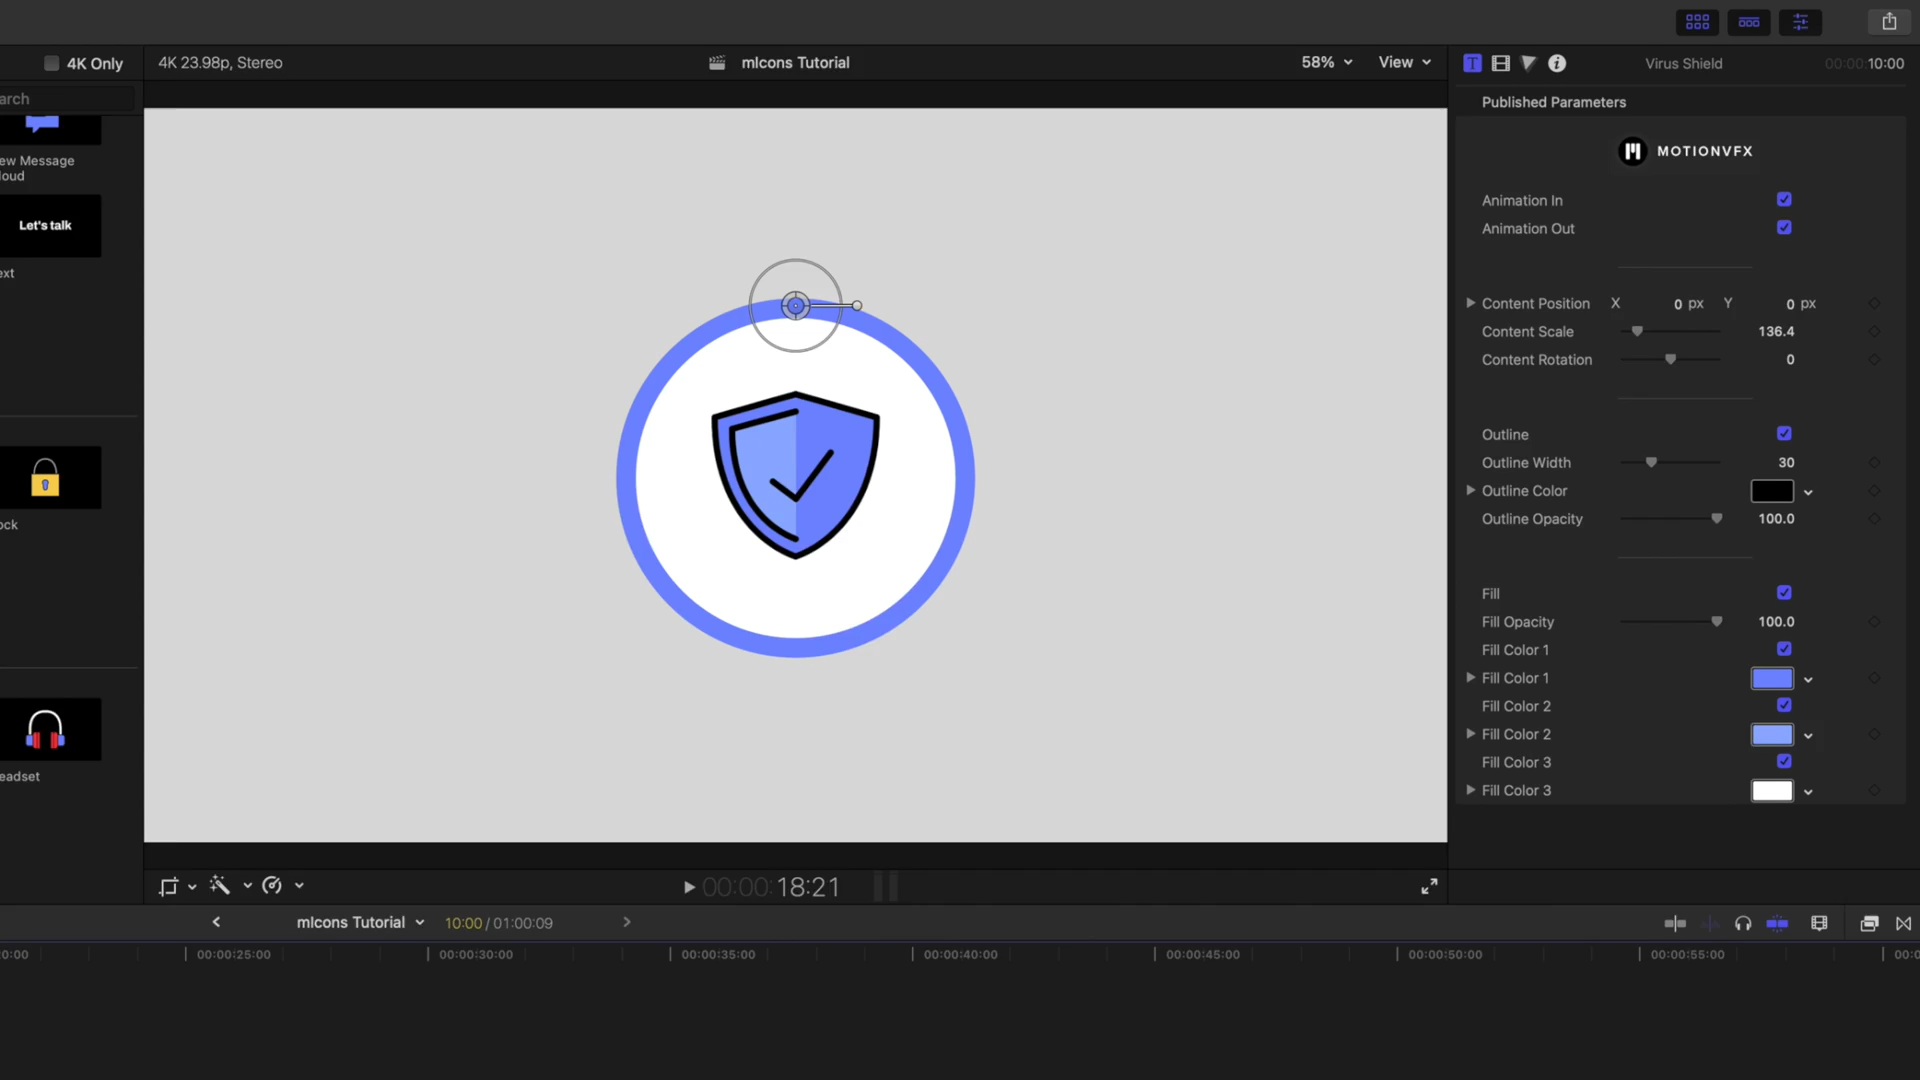 4K Only
4K 23.98p, Stereo
mIcons Tutorial
58%
View
T
i
Virus Shield
00:00:10:00
arch
Published Parameters
MOTIONVFX
ew Message
loud
Let's talk
ext
ock
eadset
Animation In
Animation Out
Content Position X 0 px Y 0 px
Content Scale 136.4
Content Rotation 0
Outline
Outline Width 30
Outline Color
Outline Opacity 100.0
Fill
Fill Opacity 100.0
Fill Color 1
Fill Color 1
Fill Color 2
Fill Color 2
Fill Color 3
Fill Color 3
00:00:18:21
mIcons Tutorial
10:00 / 01:00:09
0:00
00:00:25:00
00:00:30:00
00:00:35:00
00:00:40:00
00:00:45:00
00:00:50:00
00:00:55:00
00:0